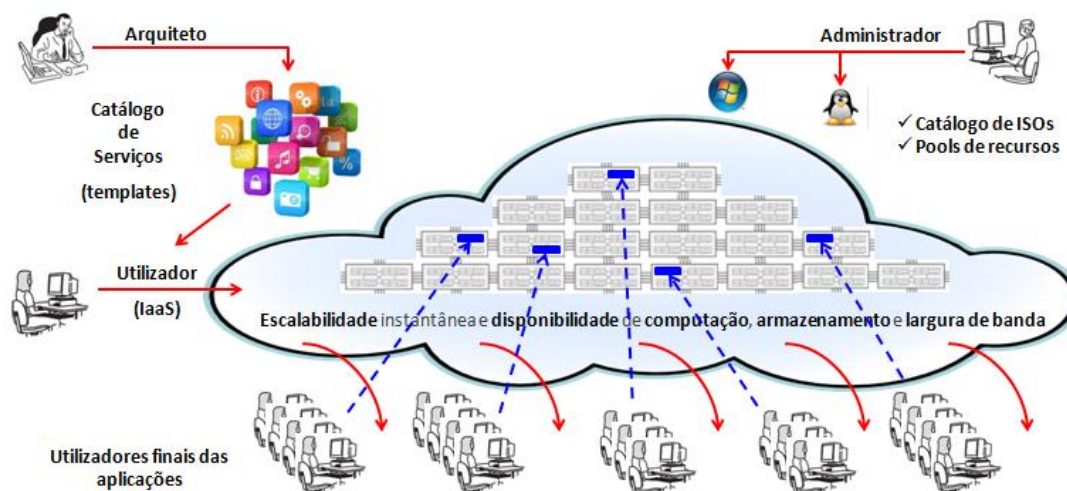 Arquiteto
Administrador
Catálogo
de
Serviços
(templates)
✓ Catálogo de ISOs
✓ Pools de recursos
Utilizador
(IaaS)
Escalabilidade instantânea e disponibilidade de computação, armazenamento e largura de banda
Utilizadores finais das
aplicações